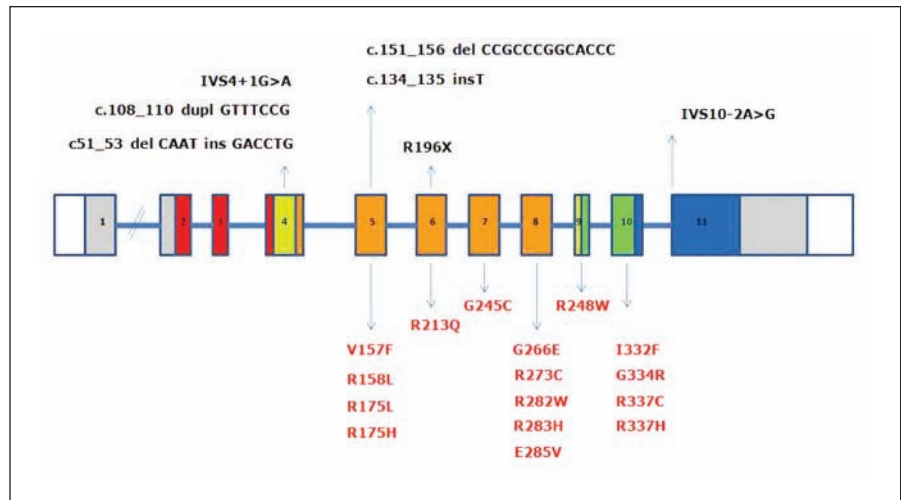 c.151_156 del CCGCCCGGCACCC
IVS4+1G>A
c.134_135 insT
c.108_110 dupl GTTTCCG
IVS10-2A>G
c51_53 del CAAT ins GACCTG
R196X
1
2
3
4
5
6
7
8
9
10
11
G245C
R248W
R213Q
V157F
G266E
I332F
R158L
R273C
G334R
R175L
R282W
R337C
R175H
R283H
R337H
E285V